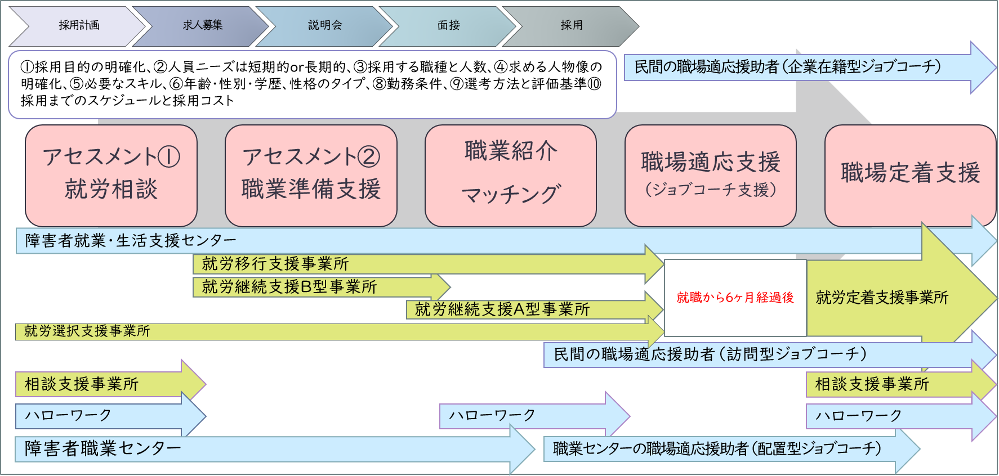 採用計画
求人募集
説明会
面接
採用
①採用目的の明確化、②人員ニーズは短期的or長期的、③採用する職種と人数、④求める人物像の
明確化、⑤必要なスキル、⑥年齢・性別・学歴、性格のタイプ、⑧勤務条件、⑨選考方法と評価基準⑩
採用までのスケジュールと採用コスト
民間の職場適応援助者（企業在籍型ジョブコーチ）
アセスメント①
就労相談
アセスメント②
職業準備支援
職業紹介
マッチング
職場適応支援
（ジョブコーチ支援）
職場定着支援
障害者就業・生活支援センター
就労移行支援事業所
就労継続支援B型事業所
就労継続支援A型事業所
就労選択支援事業所
就職から6ヶ月経過後
就労定着支援事業所
民間の職場適応援助者（訪問型ジョブコーチ）
相談支援事業所
相談支援事業所
ハローワーク
ハローワーク
ハローワーク
障害者職業センター
職業センターの職場適応援助者（配置型ジョブコーチ）